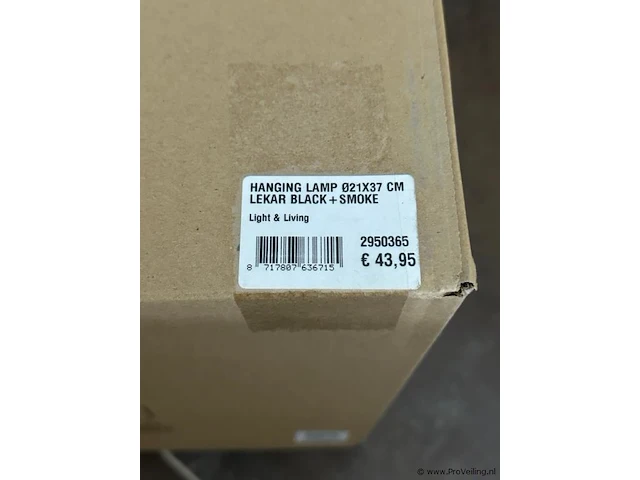 HANGING LAMP Ø21X37 CM
LEKAR BLACK+SMOKE
Light & Living
2950365
8 717807 636715
€ 43,95
© www.ProVeiling.nl